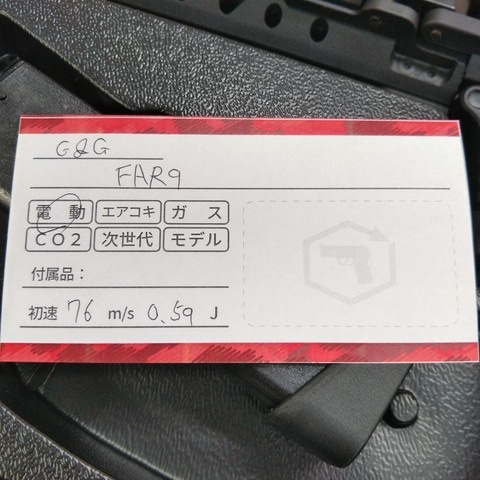 G&G
FAR9
電動 エアコキ ガス
CO2 次世代 モデル
付属品：
初速 76 m/s 0.59 J